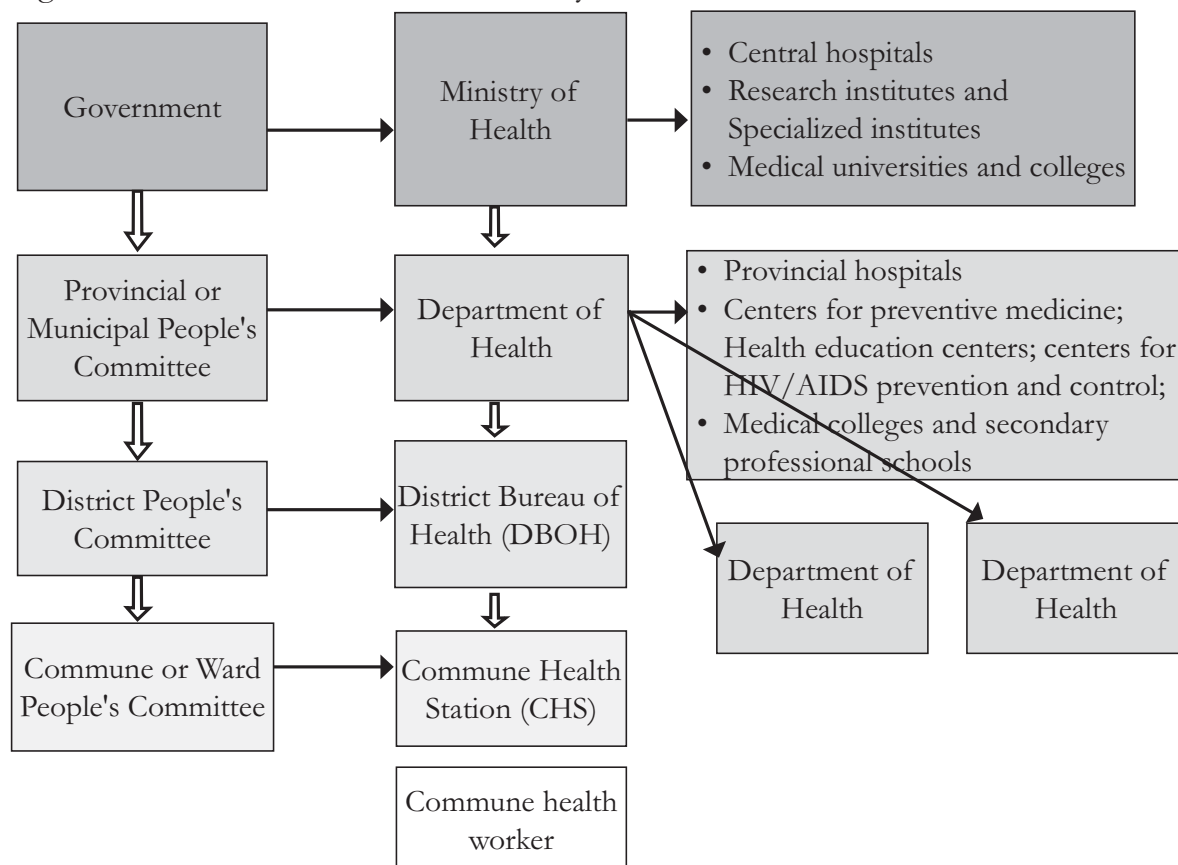 Government
Ministry of
Health
• Central hospitals
• Research institutes and
Specialized institutes
• Medical universities and colleges
Provincial or
Municipal People's
Committee
Department of
Health
• Provincial hospitals
• Centers for preventive medicine;
Health education centers; centers for
HIV/AIDS prevention and control;
• Medical colleges and secondary
professional schools
District People's
Committee
District Bureau of
Health (DBOH)
Department of
Health
Department of
Health
Commune or Ward
People's Committee
Commune Health
Station (CHS)
Commune health
worker